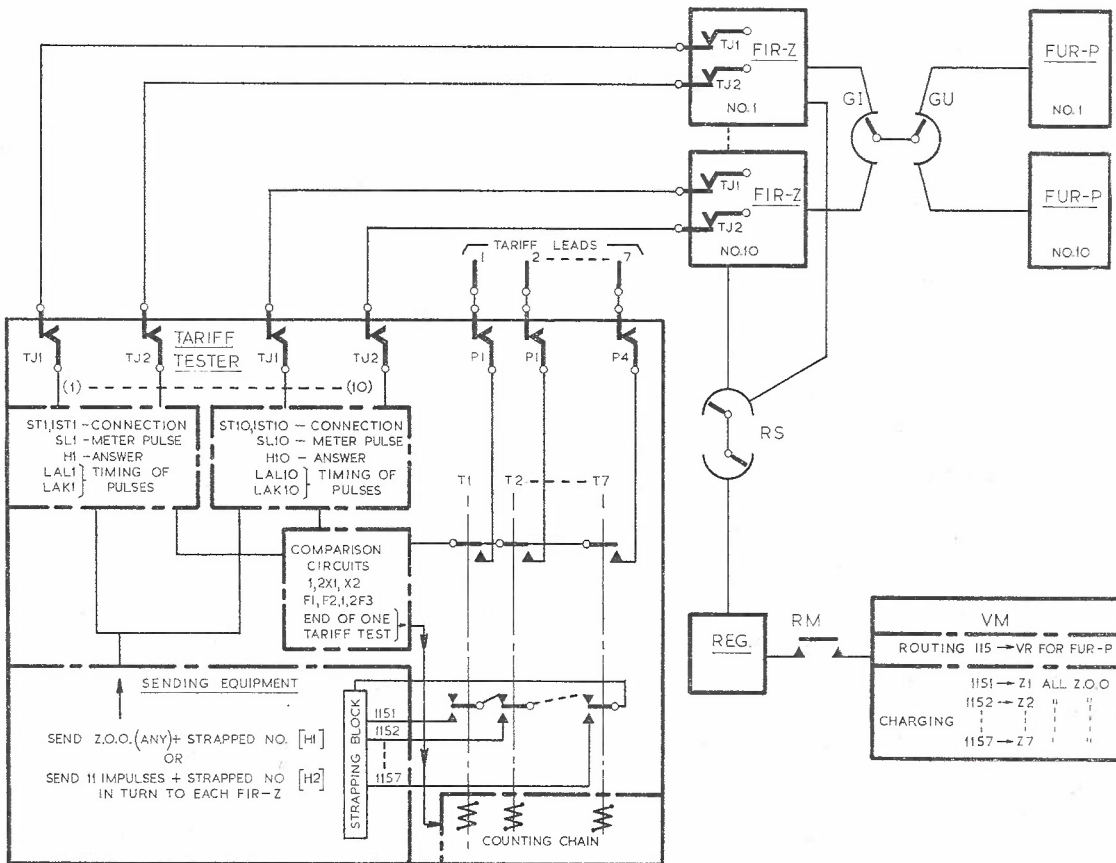 TJ1
FIR-Z
TJ2
NO.1
GI
GU
FUR-P
NO.1
TJ1
FIR-Z
TJ2
NO.10
FUR-P
NO.10
TARIFF LEADS
1 2 ------ 7
TJ1
TJ2
TARIFF
TESTER
TJ1
TJ2
P1
P1
P4
(1) ------ (10)
ST1,IST1 - CONNECTION
SL1 - METER PULSE
H1 - ANSWER
LAL1 } TIMING OF
LAK1 } PULSES
ST10,IST10 - CONNECTION
SL10 - METER PULSE
H10 - ANSWER
LAL10 } TIMING OF
LAK10 } PULSES
RS
T1 T2 ------ T7
COMPARISON
CIRCUITS
1,2X1, X2
F1, F2,1,2F3
END OF ONE
TARIFF TEST
REG.
RM
VM
ROUTING 115 → VR FOR FUR-P
1151 → Z1 ALL Z.O.O
1152 → Z2 " "
CHARGING
1157 → Z7 " "
SENDING EQUIPMENT
SEND Z.O.O.(ANY)+ STRAPPED NO. [H1]
OR
SEND 11 IMPULSES + STRAPPED NO [H2]
IN TURN TO EACH FIR-Z
STRAPPING BLOCK
1151
1152
1157
COUNTING CHAIN